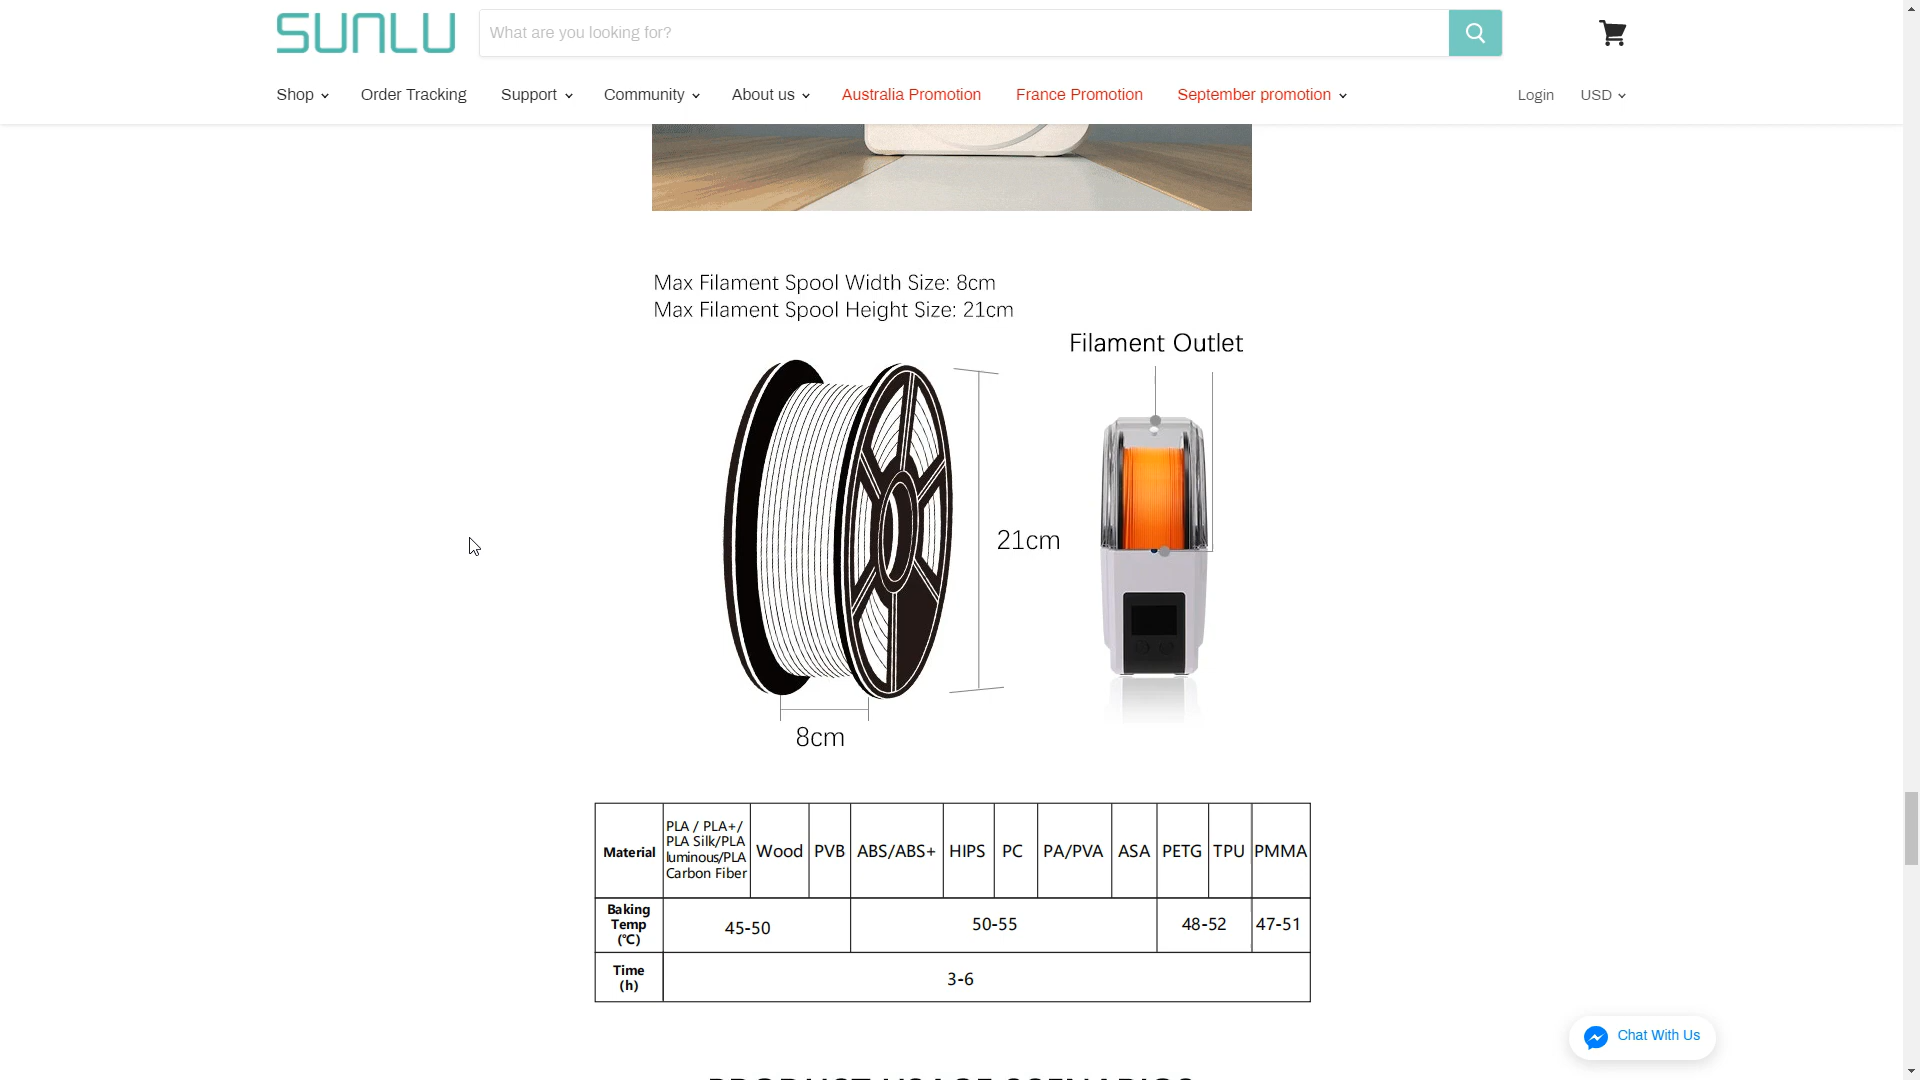 SUNLU
What are you looking for?
Shop
Order Tracking
Support
Community
About us
Australia Promotion
France Promotion
September promotion
Login
USD
Max Filament Spool Width Size: 8cm
Max Filament Spool Height Size: 21cm
Filament Outlet
21cm
8cm
Material
PLA / PLA+/
PLA Silk/PLA
luminous/PLA
Carbon Fiber
Wood
PVB
ABS/ABS+
HIPS
PC
PA/PVA
ASA
PETG
TPU
PMMA
Baking
Temp
(℃)
45-50
50-55
48-52
47-51
Time
(h)
3-6
Chat With Us
PRODUCT USAGE SCENARIOS